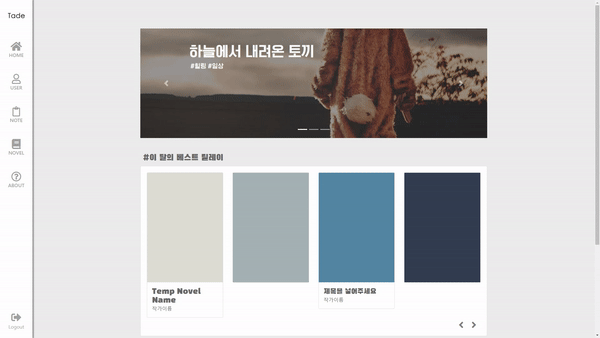 Tade
HOME
USER
NOTE
NOVEL
ABOUT
Logout
하늘에서 내려온 토끼
#힐링 #일상
#이 달의 베스트 릴레이
Temp Novel
Name
작가이름
제목을 넣어주세요
작가이름